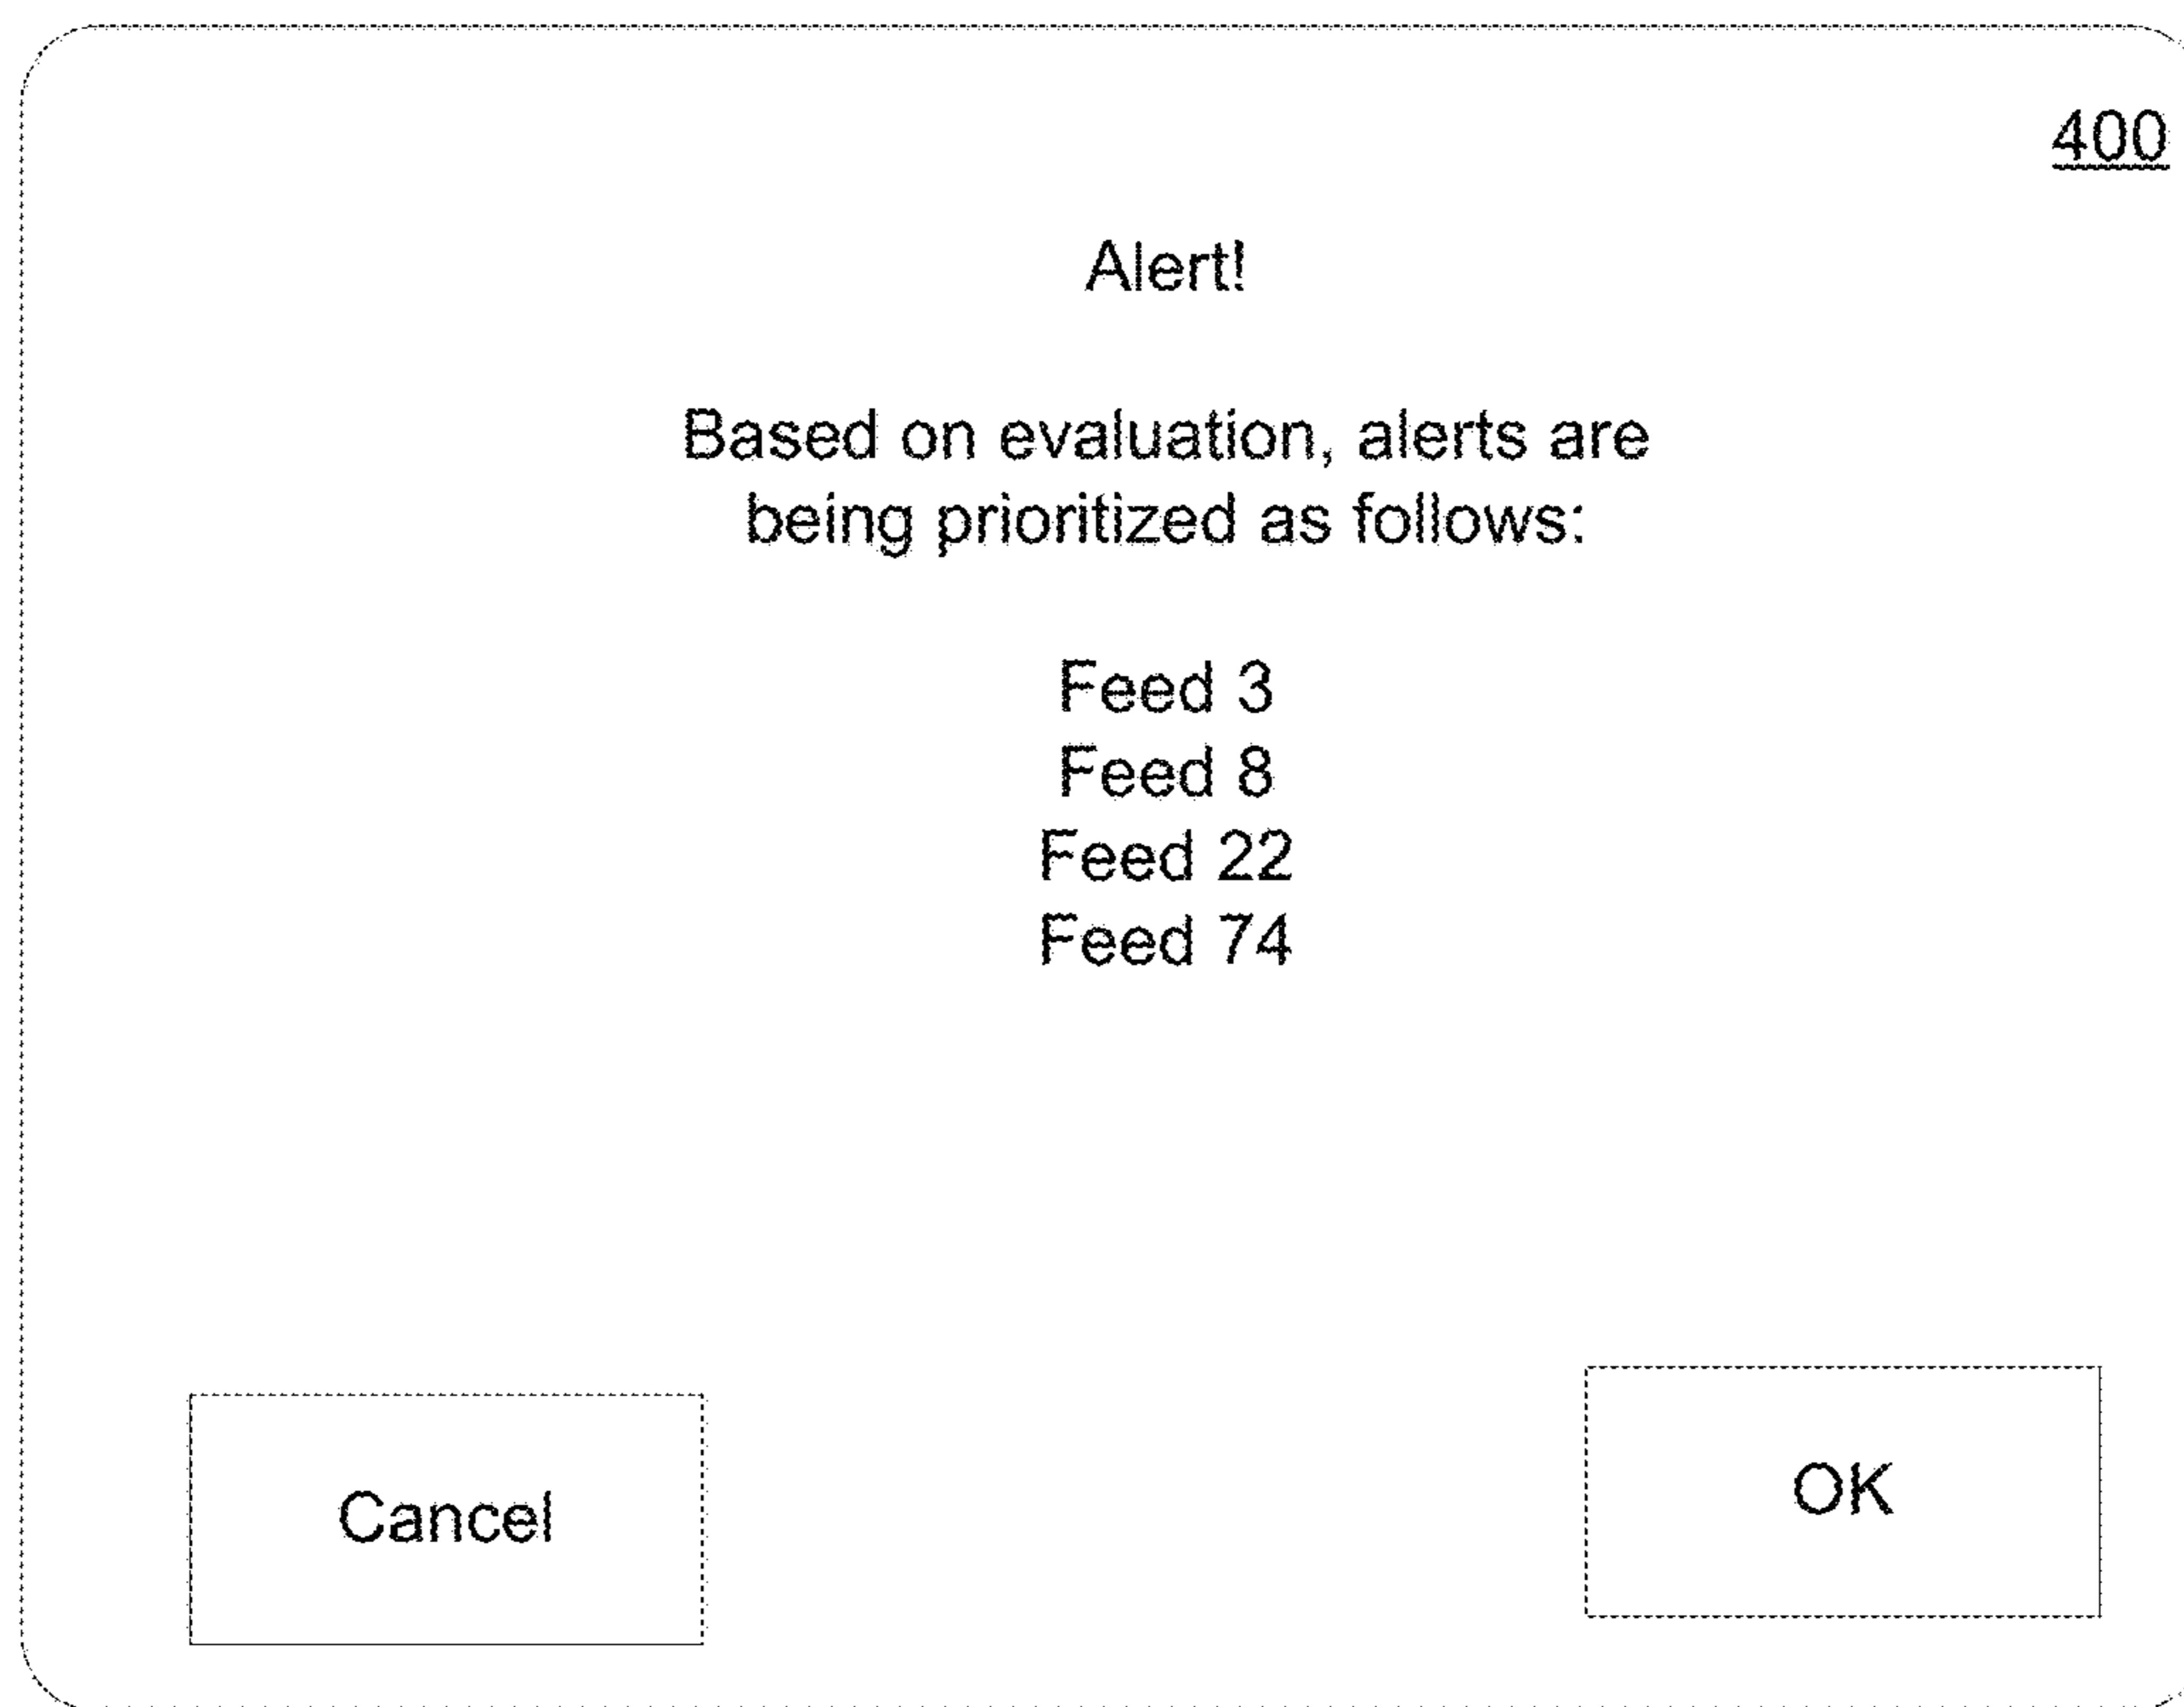 400
Alert!
Based on evaluation, alerts are
being prioritized as follows:
Feed 3
Feed 8
Feed 22
Feed 74
Cancel
OK